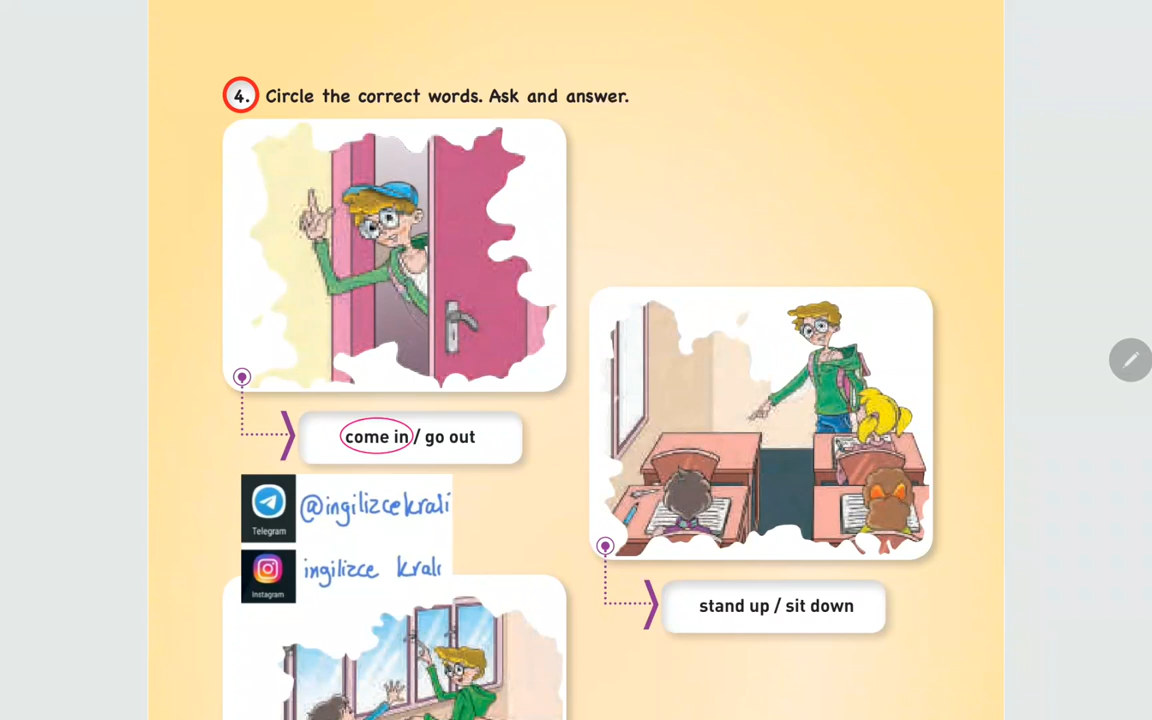 4. Circle the correct words. Ask and answer.
come in / go out
Telegram
@ingilizcekrali
Instagram
ingilizce kralı
stand up / sit down